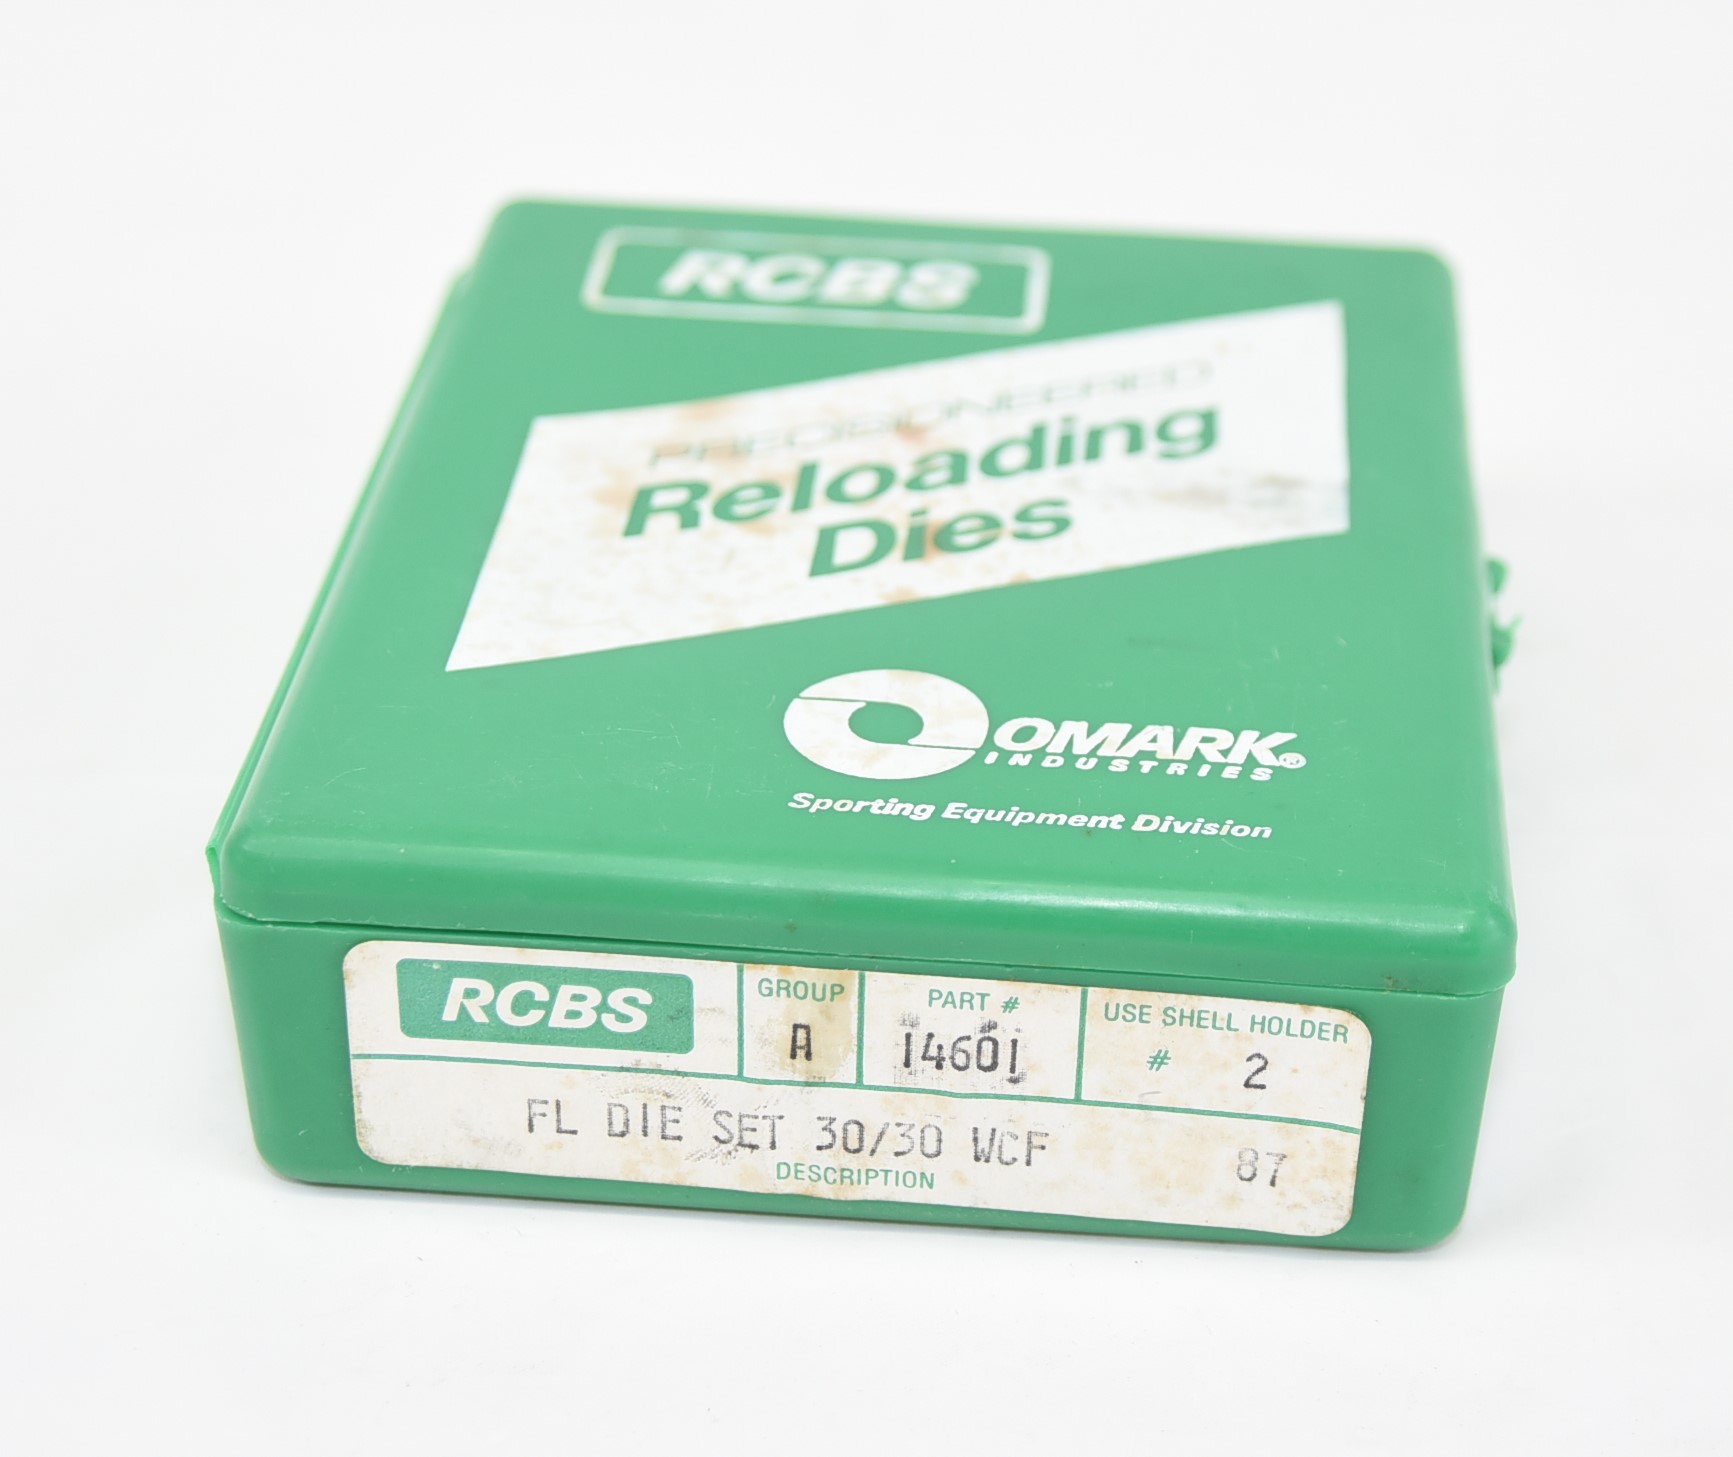 RCBS
PRECISIONEERED
Reloading
Dies
OMARK®
INDUSTRIES
Sporting Equipment Division
RCBS
GROUP
A
PART #
14601
USE SHELL HOLDER
# 2
FL DIE SET 30/30 WCF 87
DESCRIPTION